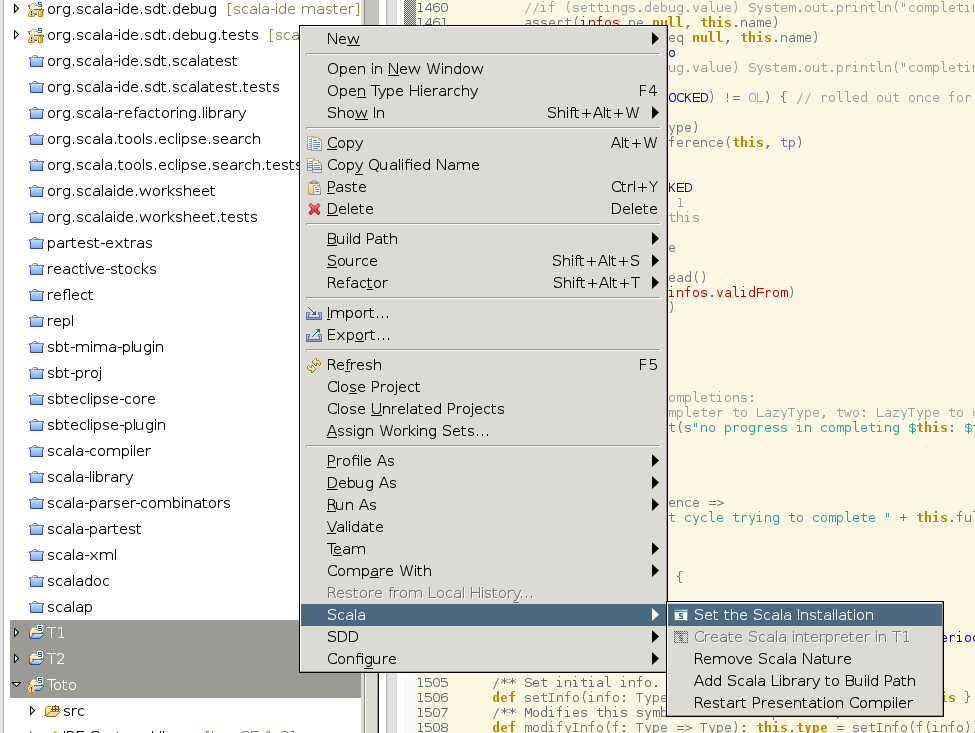 org.scala-ide.sdt.debug [scala-ide master]
org.scala-ide.sdt.debug.tests [sca
org.scala-ide.sdt.scalatest
org.scala-ide.sdt.scalatest.tests
org.scala-refactoring.library
org.scala.tools.eclipse.search
org.scala.tools.eclipse.search.tests
org.scalaide.worksheet
org.scalaide.worksheet.tests
partest-extras
reactive-stocks
reflect
repl
sbt-mima-plugin
sbt-proj
sbteclipse-core
sbteclipse-plugin
scala-compiler
scala-library
scala-parser-combinators
scala-partest
scala-xml
scaladoc
scalap
T1
T2
Toto
src
New
Open in New Window
Open Type Hierarchy F4
Show In Shift+Alt+W
Copy Alt+W
Copy Qualified Name
Paste Ctrl+Y
Delete Delete
Build Path
Source Shift+Alt+S
Refactor Shift+Alt+T
Import...
Export...
Refresh F5
Close Project
Close Unrelated Projects
Assign Working Sets...
Profile As
Debug As
Run As
Validate
Team
Compare With
Restore from Local History...
Scala
SDD
Configure
Set the Scala Installation
Create Scala interpreter in T1
Remove Scala Nature
Add Scala Library to Build Path
Restart Presentation Compiler
1460 //if (settings.debug.value) System.out.println("completin
1461 assert(infos.ne null, this.name)
eq null, this.name)
o
ug.value) System.out.println("completin
OCKED) != 0L) { // rolled out once for
ype)
ference(this, tp)
KED
1
this
e
ead()
infos.validFrom)
)
ompletions:
mpleter to LazyType, two: LazyType to
t(s"no progress in completing $this: $
ence =>
t cycle trying to complete " + this.ful
{
eriod
1505 /** Set initial info.
1506 def setInfo(info: Type }
1507 /** Modifies this symb
1508 def modifyInfo(f: Type => Type): this.type = setInfo(f(info)